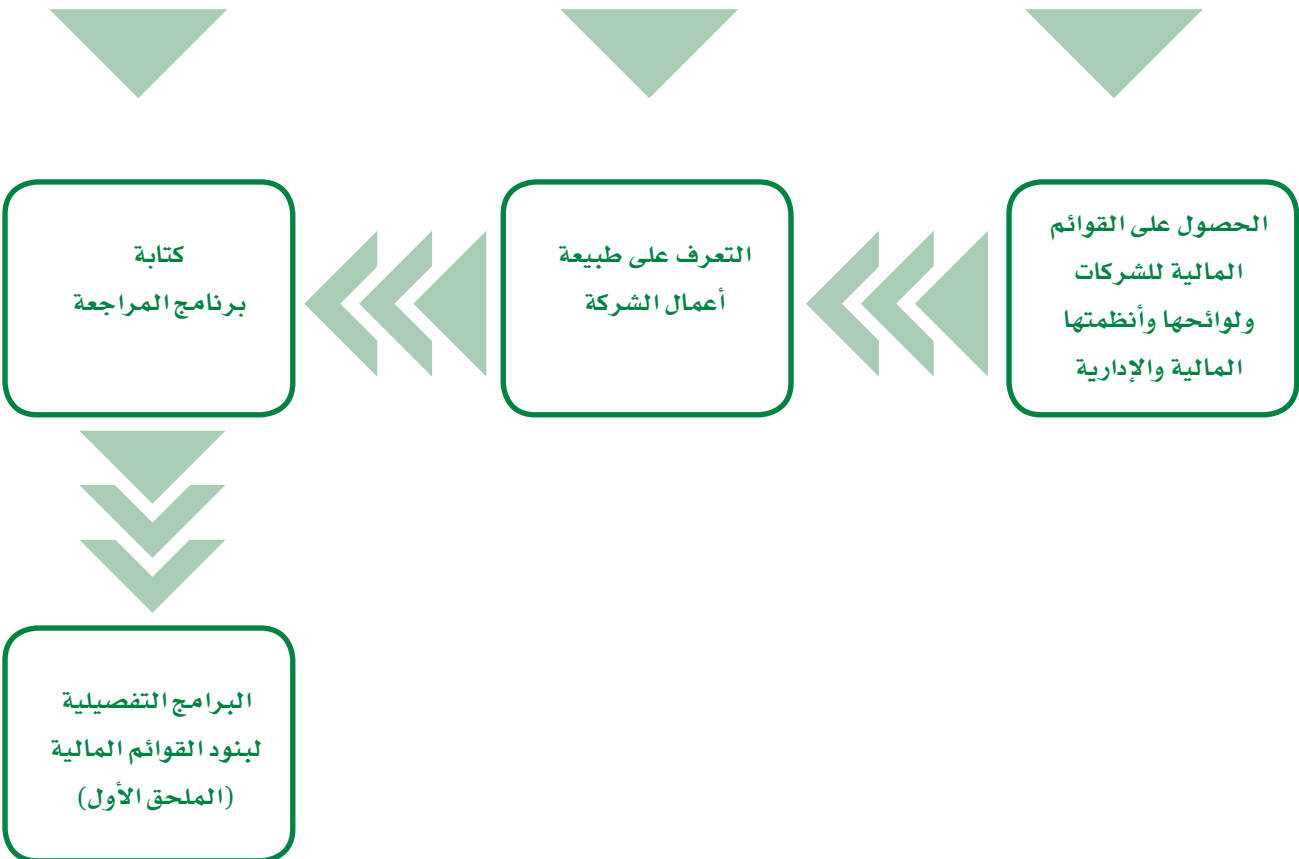 الحصول على القوائم
المالية للشركات
ولوائحها وأنظمتها
المالية والإدارية
التعرف على طبيعة
أعمال الشركة
كتابة
برنامج المراجعة
البرامج التفصيلية
لبنود القوائم المالية
(الملحق الأول)